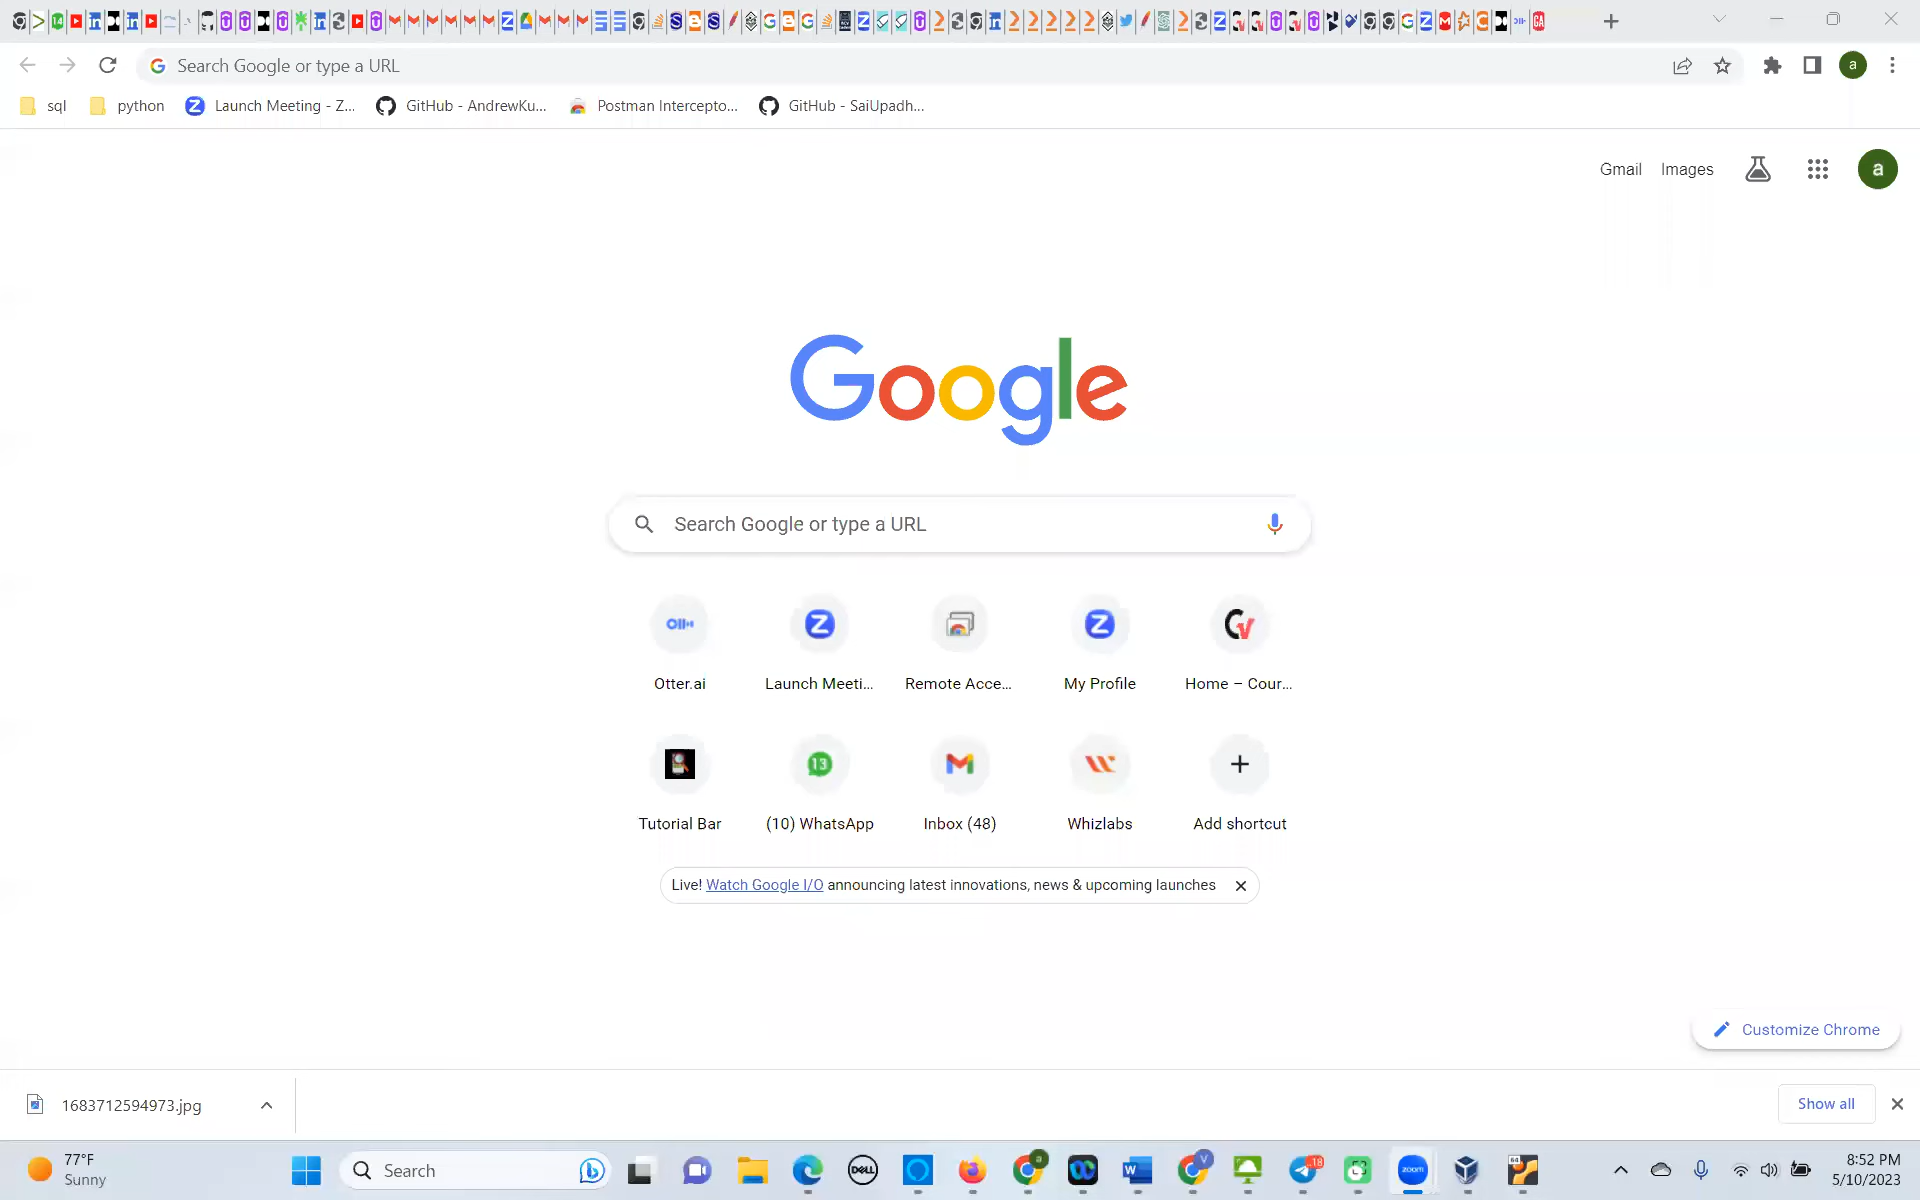 Search Google or type a URL
sql
python
Launch Meeting - Z...
GitHub - AndrewKu...
Postman Intercepto...
GitHub - SaiUpadh...
a
Gmail
Images
a
Google
Search Google or type a URL
Otter.ai
Launch Meeti...
Remote Acce...
My Profile
Home – Cour...
13
Tutorial Bar
(10) WhatsApp
Inbox (48)
Whizlabs
Add shortcut
Live! Watch Google I/O announcing latest innovations, news & upcoming launches
Customize Chrome
1683712594973.jpg
Show all
77°F
Sunny
Search
DELL
zoom
8:52 PM
5/10/2023